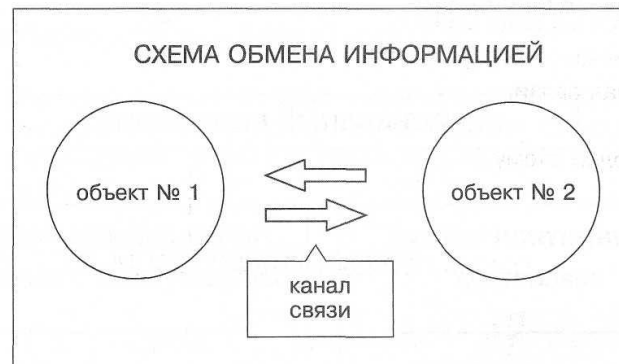 СХЕМА ОБМЕНА ИНФОРМАЦИЕЙ
объект № 1
объект № 2
канал
связи